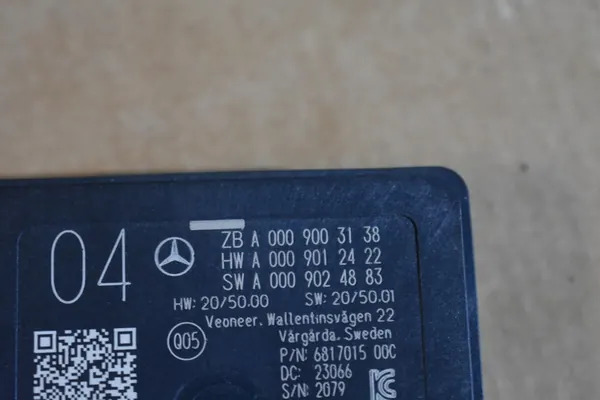 04
ZB A 000 900 31 38
HW A 000 901 24 22
SW A 000 902 48 83
HW: 20/50.00 SW: 20/50.01
Veoneer. Wallentinsvägen 22
Q05 Vårgårda, Sweden
P/N: 6817015 00C
DC: 23066
S/N: 2079